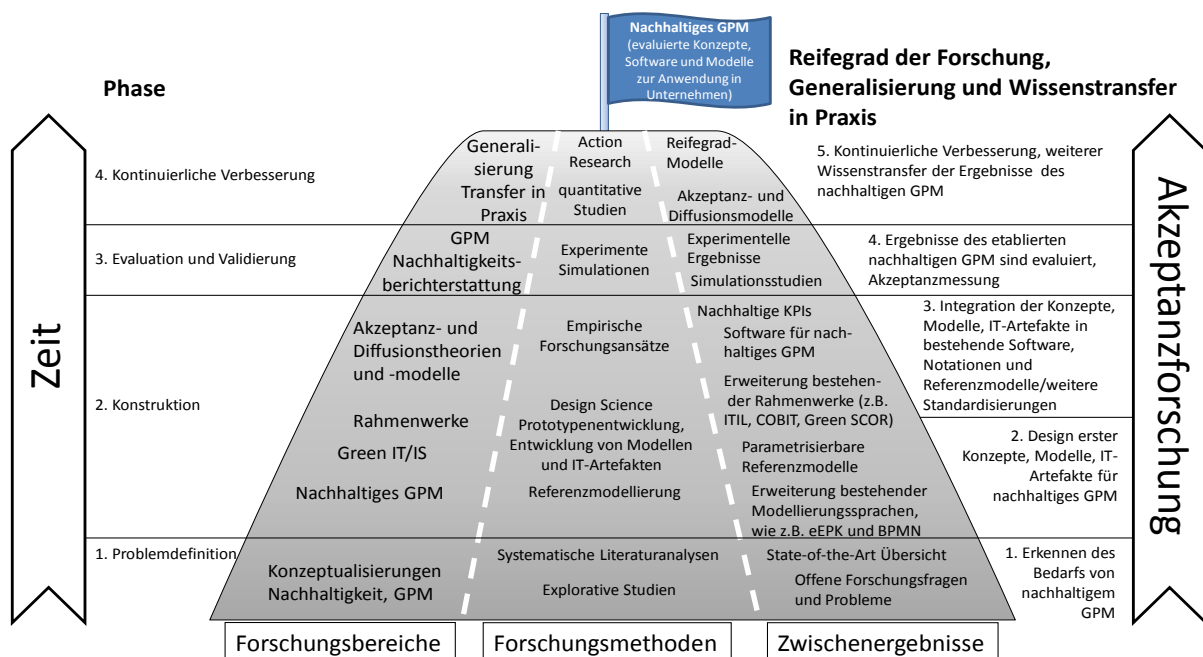 Nachhaltiges GPM
(evaluierte Konzepte,
Software und Modelle
zur Anwendung in
Unternehmen)
Phase
Reifegrad der Forschung,
Generalisierung und Wissenstransfer
in Praxis
Zeit
4. Kontinuierliche Verbesserung
Generali-
sierung
Transfer in
Praxis
Action
Research
quantitative
Studien
Reifegrad-
Modelle
Akzeptanz- und
Diffusionsmodelle
5. Kontinuierliche Verbesserung, weiterer
Wissenstransfer der Ergebnisse des
nachhaltigen GPM
3. Evaluation und Validierung
GPM
Nachhaltigkeits-
berichterstattung
Experimente
Simulationen
Experimentelle
Ergebnisse
Simulationsstudien
4. Ergebnisse des etablierten
nachhaltigen GPM sind evaluiert,
Akzeptanzmessung
2. Konstruktion
Akzeptanz- und
Diffusionstheorien
und -modelle
Rahmenwerke
Green IT/IS
Nachhaltiges GPM
Empirische
Forschungsansätze
Design Science
Prototypenentwicklung,
Entwicklung von Modellen
und IT-Artefakten
Referenzmodellierung
Nachhaltige KPIs
Software für nach-
haltiges GPM
Erweiterung bestehen-
der Rahmenwerke (z.B.
ITIL, COBIT, Green SCOR)
Parametrisierbare
Referenzmodelle
Erweiterung bestehender
Modellierungssprachen,
wie z.B. eEPK und BPMN
3. Integration der Konzepte,
Modelle, IT-Artefakte in
bestehende Software,
Notationen und
Referenzmodelle/weitere
Standardisierungen
2. Design erster
Konzepte, Modelle, IT-
Artefakte für
nachhaltiges GPM
1. Problemdefinition
Konzeptualisierungen
Nachhaltigkeit, GPM
Systematische Literaturanalysen
Explorative Studien
State-of-the-Art Übersicht
Offene Forschungsfragen
und Probleme
1. Erkennen des
Bedarfs von
nachhaltigem
GPM
Akzeptanzforschung
Forschungsbereiche
Forschungsmethoden
Zwischenergebnisse